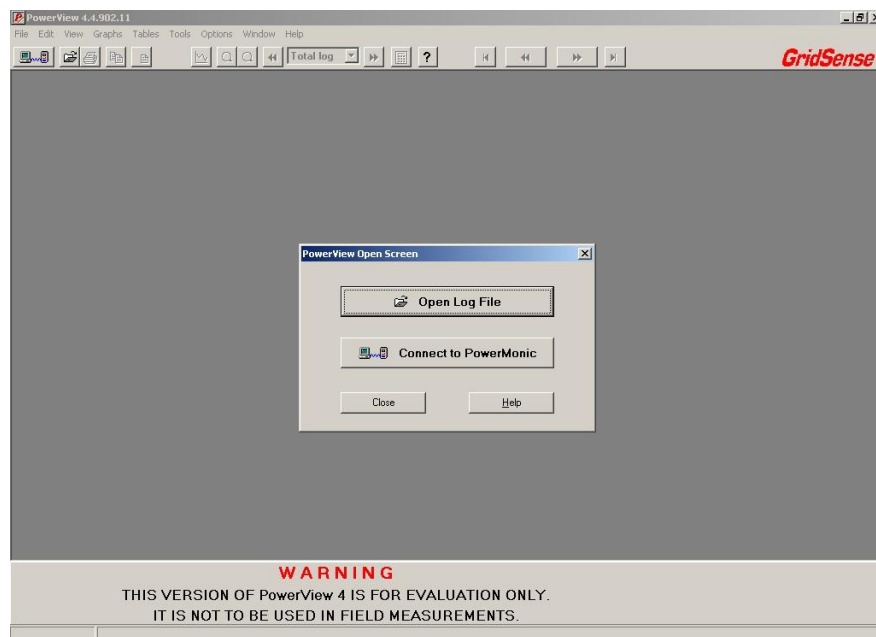 PowerView 4.4.902.11
File Edit View Graphs Tables Tools Options Window Help
Total log ?
GridSense
PowerView Open Screen
Open Log File
Connect to PowerMonic
Close Help
WARNING
THIS VERSION OF PowerView 4 IS FOR EVALUATION ONLY.
IT IS NOT TO BE USED IN FIELD MEASUREMENTS.